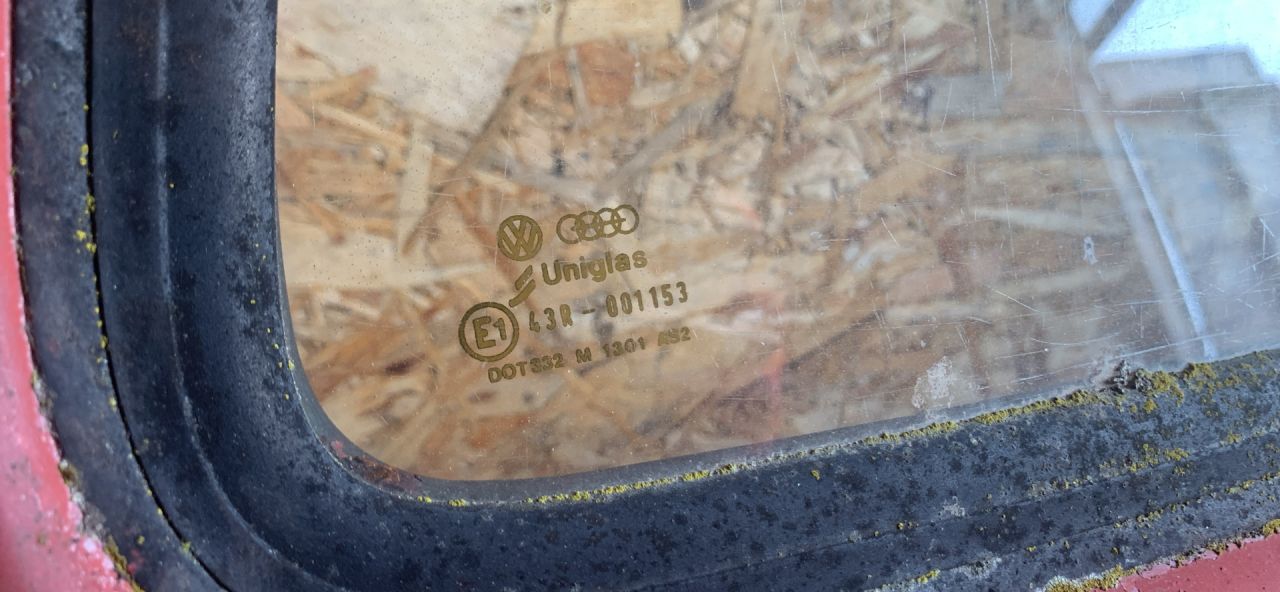 Uniglas
E1 43R-001153
DOT332 M 1301 AS2